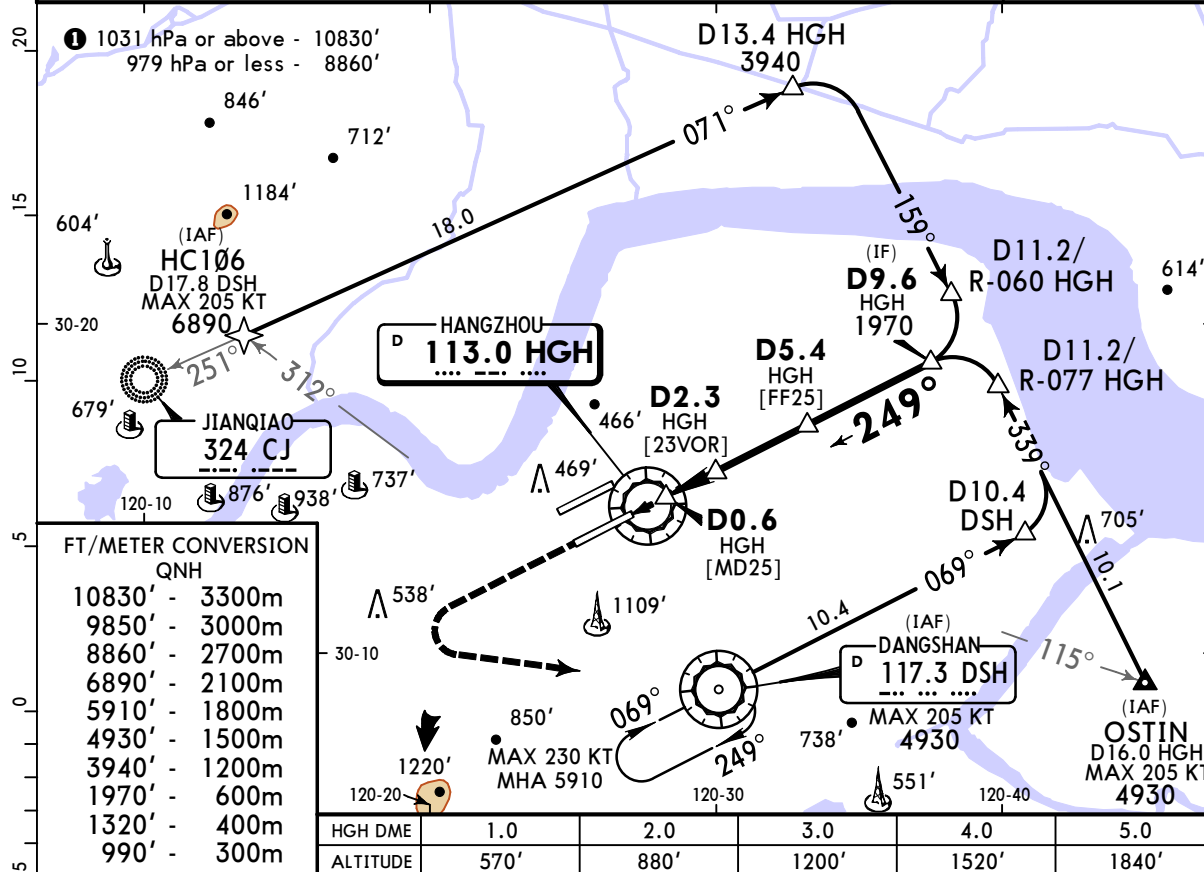 ❶ 1031 hPa or above - 10830'
979 hPa or less - 8860'
D13.4 HGH
3940
20
846'
712'
071°
1184'
15
604'
(IAF)
HC1Ø6
D17.8 DSH
MAX 205 KT
6890
18.0
159°
(IF)
D9.6
HGH
1970
D11.2/
R-060 HGH
614'
30-20
HANGZHOU
D 113.0 HGH
251°
312°
10
D5.4
HGH
[FF25]
D11.2/
R-077 HGH
249°
679'
JIANQIAO
324 CJ
466'
D2.3
HGH
[23VOR]
339°
469'
737'
876'
938'
120-10
D10.4
DSH
D0.6
HGH
[MD25]
705'
5
FT/METER CONVERSION
QNH
10830' - 3300m
9850' - 3000m
8860' - 2700m
6890' - 2100m
5910' - 1800m
4930' - 1500m
3940' - 1200m
1970' - 600m
1320' - 400m
990' - 300m
069°
10.1
538'
1109'
10.4
(IAF)
DANGSHAN
D 117.3 DSH
MAX 205 KT
4930
30-10
115°
0
069°
249°
850'
MAX 230 KT
MHA 5910
738'
(IAF)
OSTIN
D16.0 HGH
MAX 205 KT
4930
1220'
551'
120-20
120-30
120-40
5
HGH DME 1.0 2.0 3.0 4.0 5.0
ALTITUDE 570' 880' 1200' 1520' 1840'